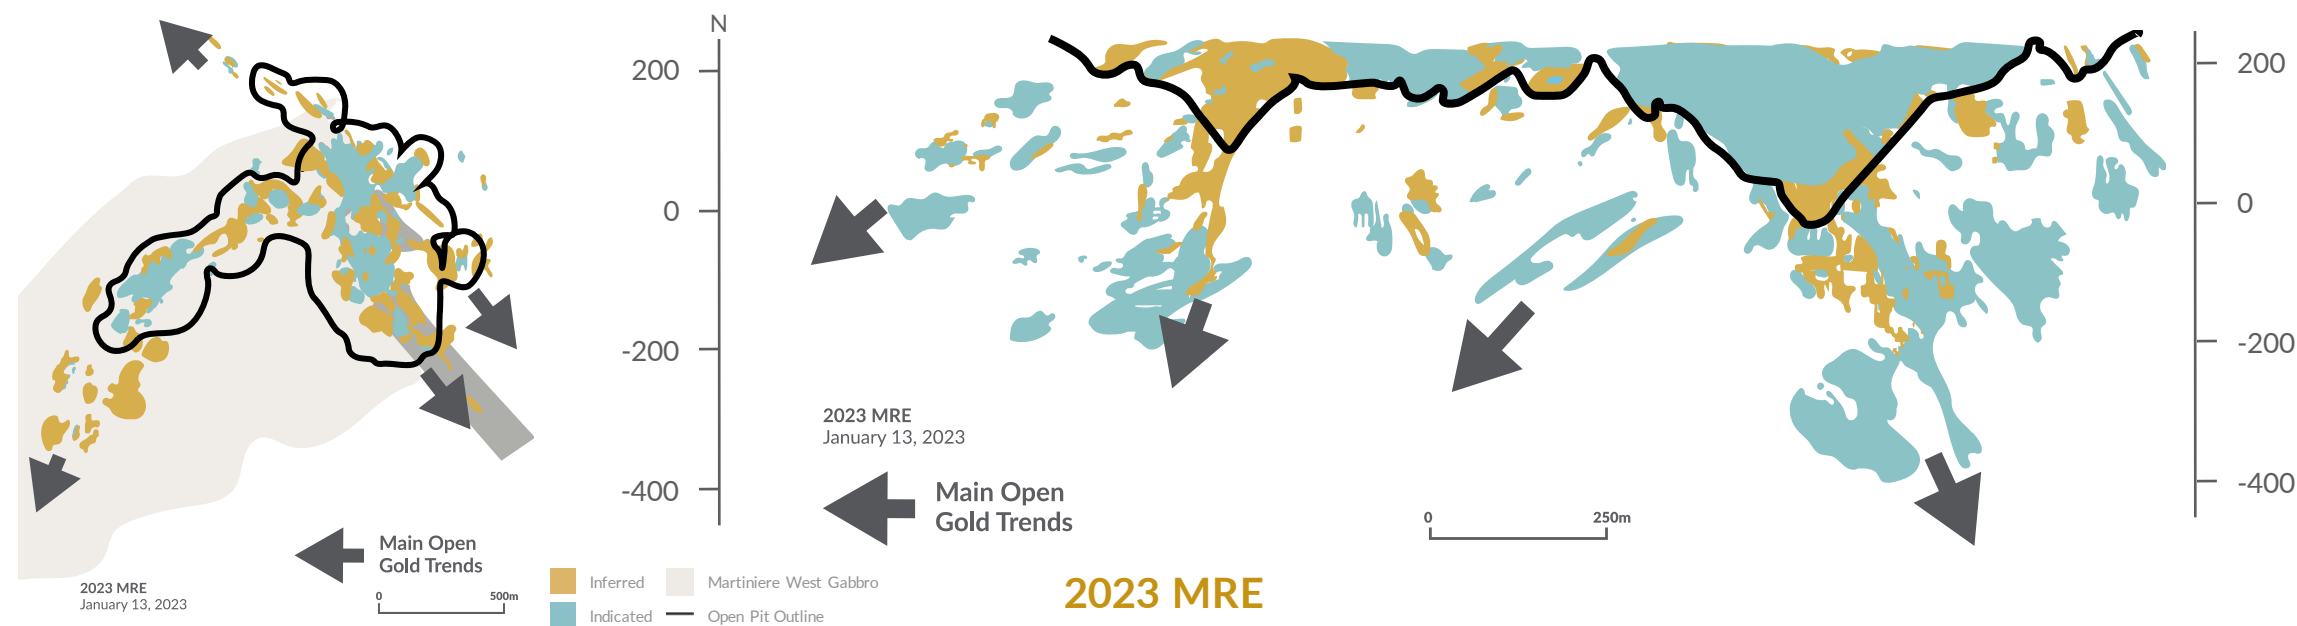 N
200
0
-200
-400
200
0
-200
-400
2023 MRE
January 13, 2023
Main Open
Gold Trends
0 250m
Main Open
Gold Trends
2023 MRE
January 13, 2023
0 500m
Inferred
Martiniere West Gabbro
Indicated
Open Pit Outline
2023 MRE